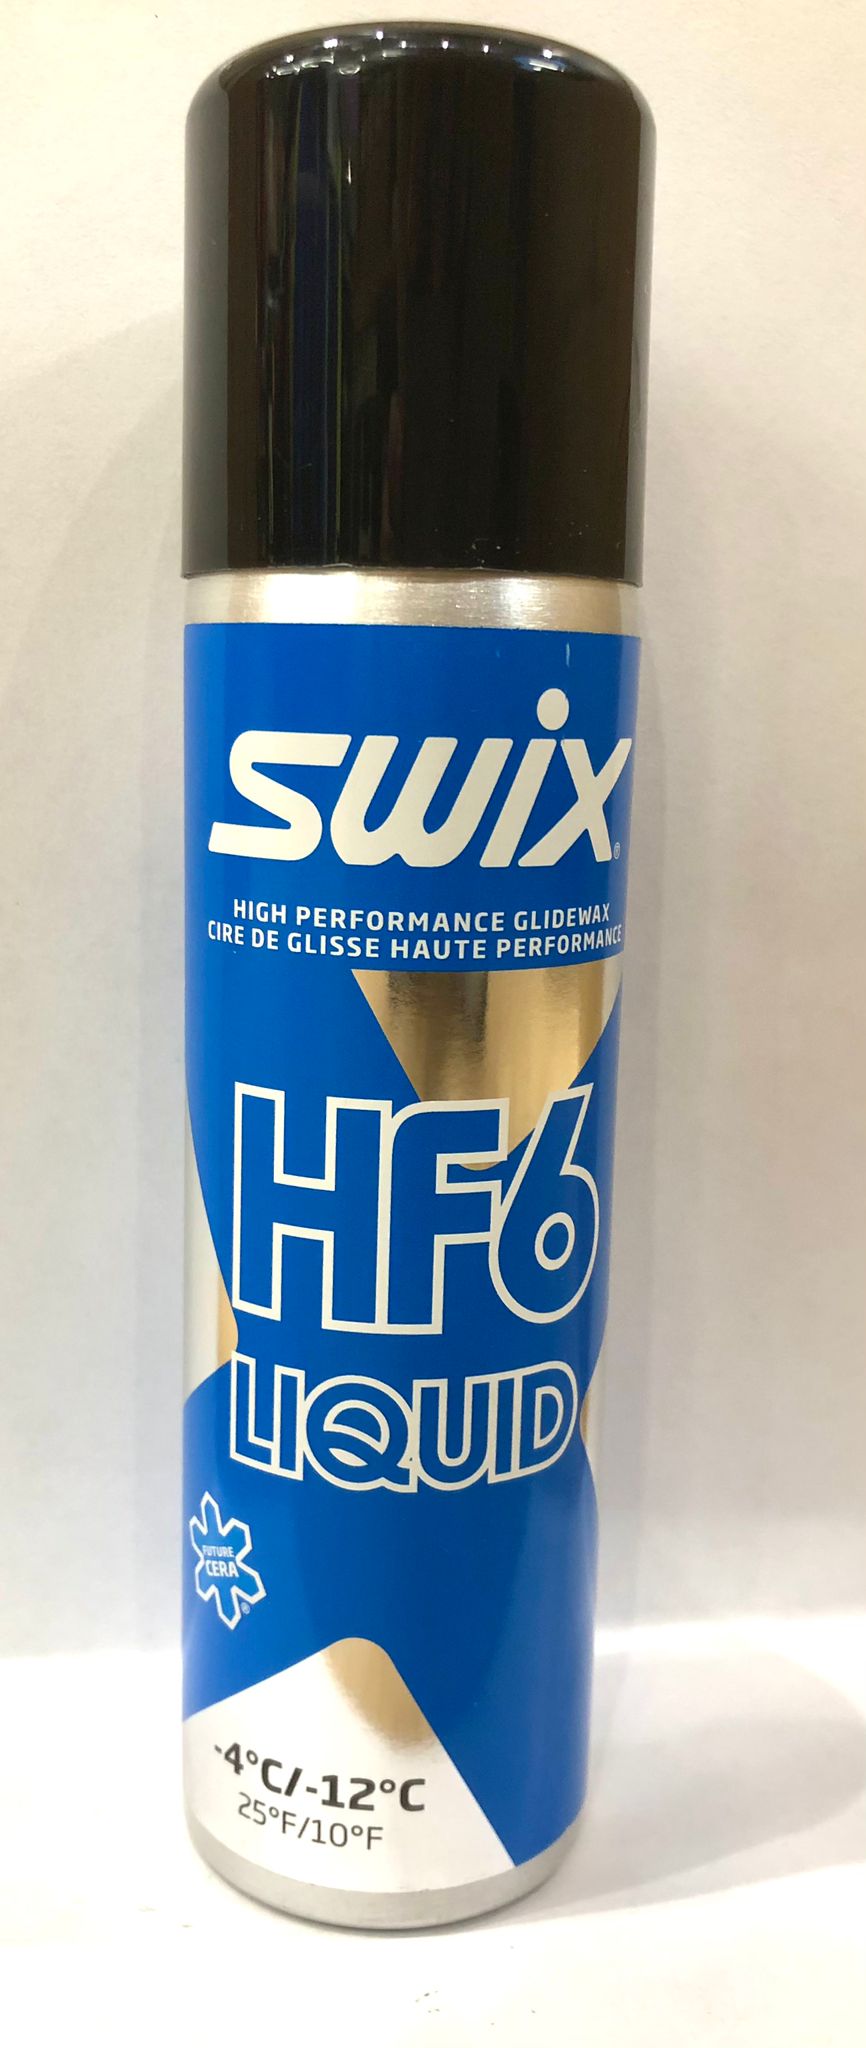 swix®
HIGH PERFORMANCE GLIDEWAX
CIRE DE GLISSE HAUTE PERFORMANCE
HF6
LIQUID
FUTURE
CERA®
-4°C/-12°C
25°F/10°F